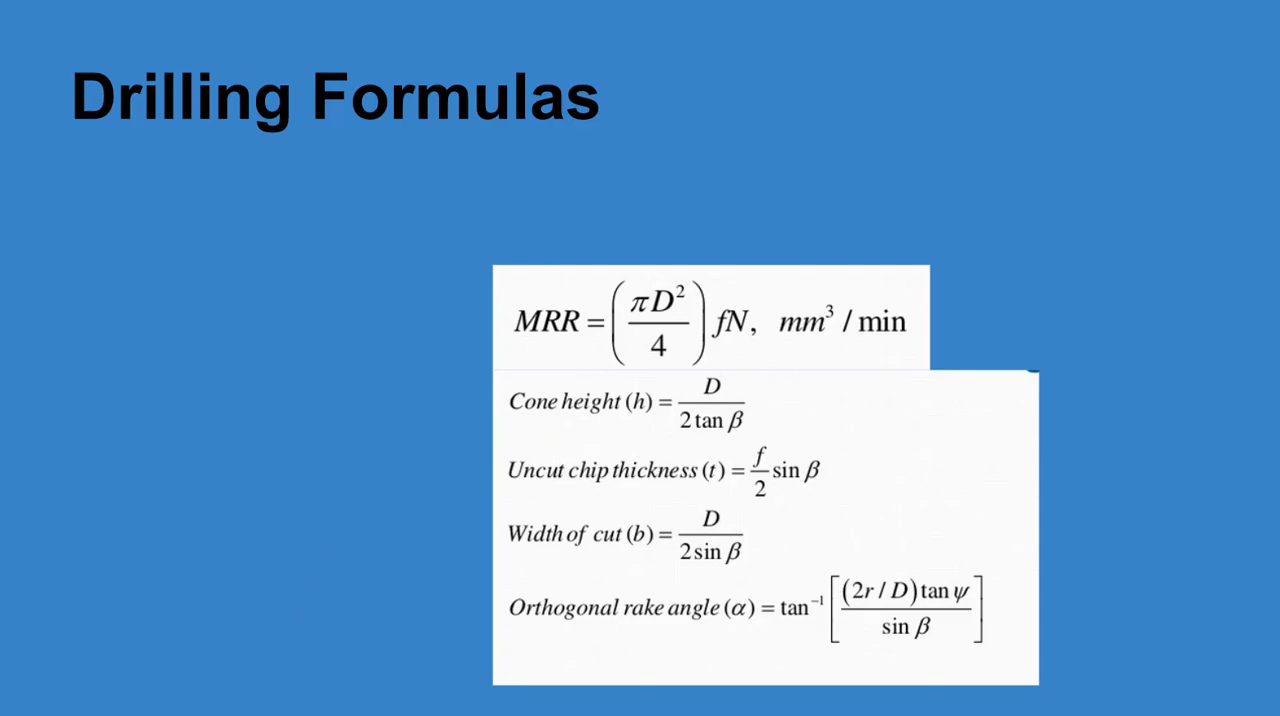 Drilling Formulas
MRR = (πD²/4) fN, mm³ / min
Cone height (h) = D / 2 tan β
Uncut chip thickness (t) = f/2 sin β
Width of cut (b) = D / 2 sin β
Orthogonal rake angle (α) = tan⁻¹ [(2r / D) tan ψ / sin β]